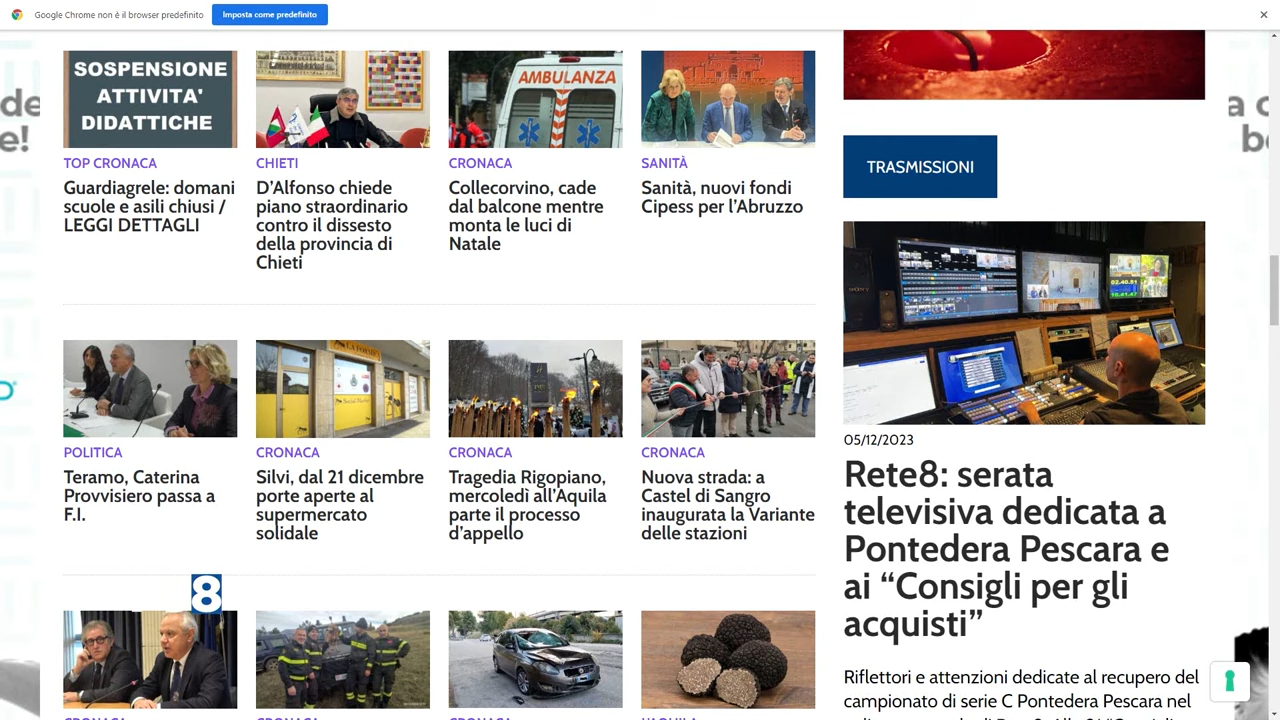 Google Chrome non è il browser predefinito
Imposta come predefinito
SOSPENSIONE
ATTIVITA'
DIDATTICHE
TOP CRONACA
Guardiagrele: domani
scuole e asili chiusi /
LEGGI DETTAGLI
CHIETI
D’Alfonso chiede
piano straordinario
contro il dissesto
della provincia di
Chieti
AMBULANZA
CRONACA
Collecorvino, cade
dal balcone mentre
monta le luci di
Natale
SANITÀ
Sanità, nuovi fondi
Cipess per l’Abruzzo
POLITICA
Teramo, Caterina
Provvisiero passa a
F.I.
CRONACA
Silvi, dal 21 dicembre
porte aperte al
supermercato
solidale
CRONACA
Tragedia Rigopiano,
mercoledì all’Aquila
parte il processo
d’appello
CRONACA
Nuova strada: a
Castel di Sangro
inaugurata la Variante
delle stazioni
8
TRASMISSIONI
05/12/2023
Rete8: serata
televisiva dedicata a
Pontedera Pescara e
ai “Consigli per gli
acquisti”
Riflettori e attenzioni dedicate al recupero del
campionato di serie C Pontedera Pescara nel